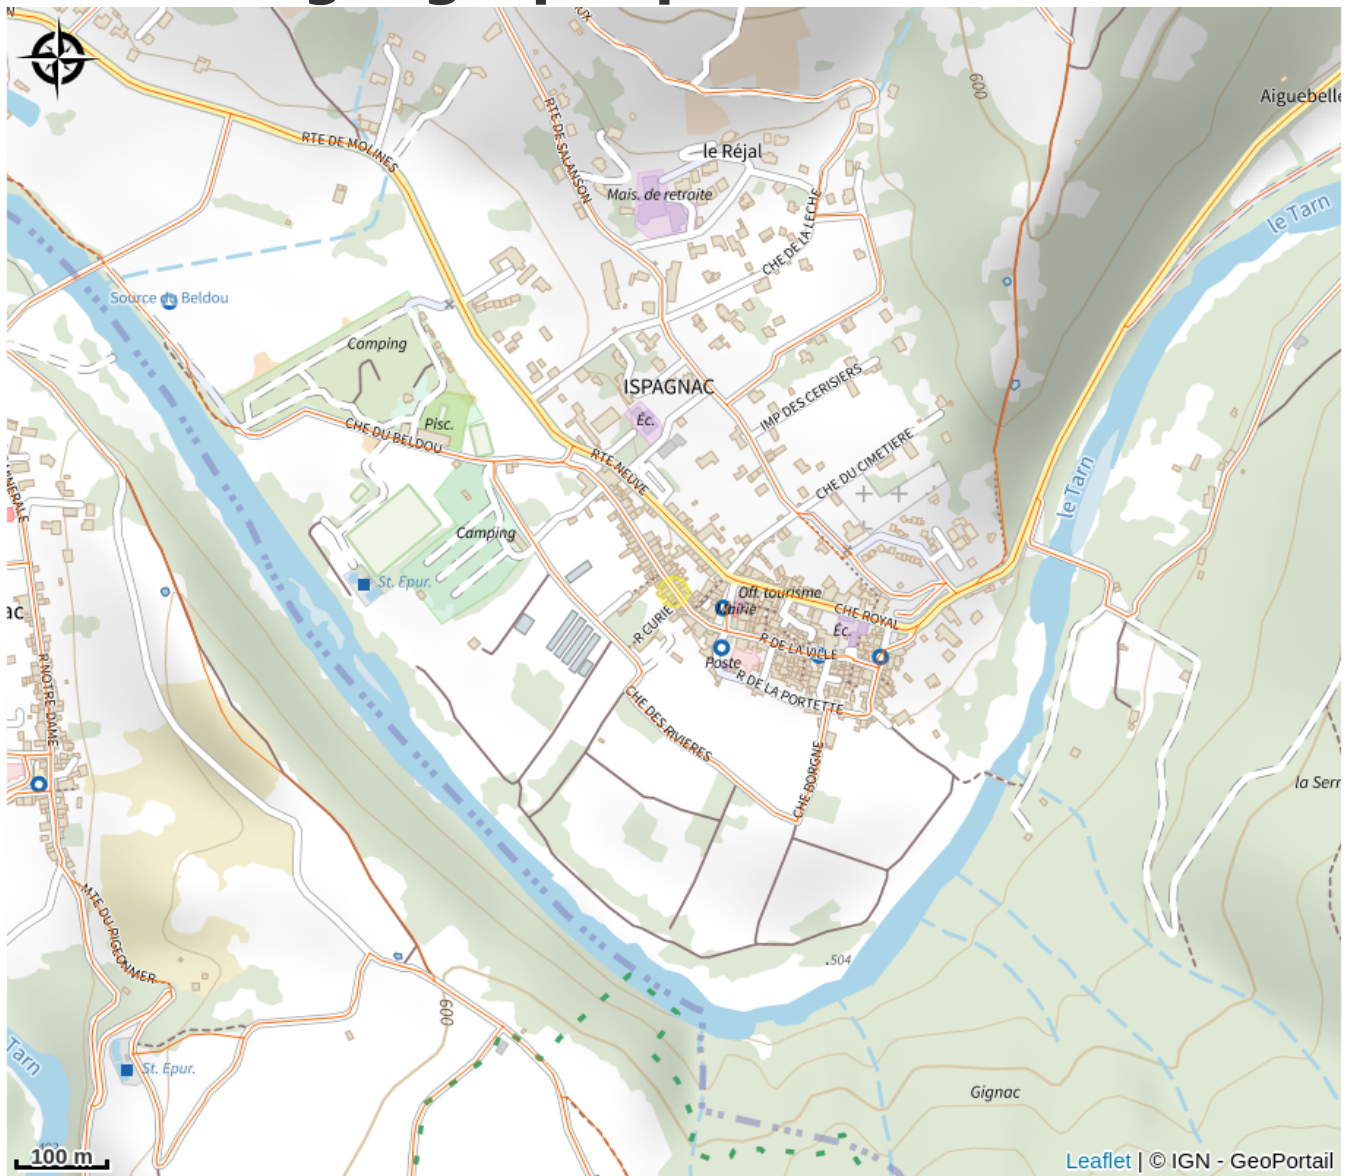 Aiguebelle
600
RTE DE MOLINES
RTE DE SALANSON
le Réjal
Mais. de retraite
CHE DE LA LECHE
le Tarn
Source du Beldou
Camping
ISPAGNAC
IMP DES CERISIERS
Éc.
Pisc.
CHE DU BELDOU
CHE DU CIMETIERE
RTE NEUVE
le Tarn
Camping
St. Epur.
Off. tourisme
Mairie
CHE ROYAL
R CURIE
Éc.
R DE LA VILLE
Poste
R DE LA PORTETTE
R NOTRE-DAME
CHE DES RIVIERES
CHE BORGNE
la Serr
MTE DU PIGEONNIER
.504
600
Tarn
St. Epur.
Gignac
100 m
Leaflet | © IGN - GeoPortail